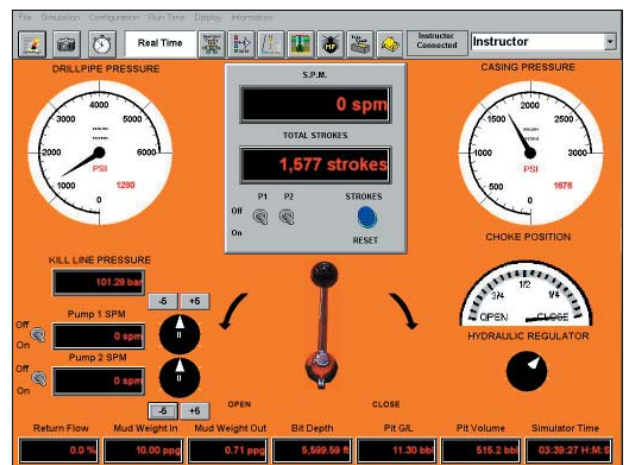 File Simulation Configuration Run Time Display Information
Real Time
Instructor Connected
Instructor
DRILLPIPE PRESSURE
0
1000
2000
3000
4000
5000
6000
PSI
1280
S.P.M.
0 spm
TOTAL STROKES
1,577 strokes
P1 P2
STROKES
Off
On
RESET
CASING PRESSURE
0
500
1000
1500
2000
2500
3000
PSI
1676
CHOKE POSITION
3/4 1/2 1/4
OPEN CLOSE
HYDRAULIC REGULATOR
KILL LINE PRESSURE
101.28 bar
-5 +5
Pump 1 SPM
Off
On
0 spm
0
Pump 2 SPM
Off
On
0 spm
0
-5 +5
OPEN CLOSE
Return Flow Mud Weight In Mud Weight Out Bit Depth Pit G/L Pit Volume Simulator Time
0.0 % 10.00 ppg 0.71 ppg 5,599.59 ft 11.30 bbl 515.2 bbl 03:39:27 H:M:S